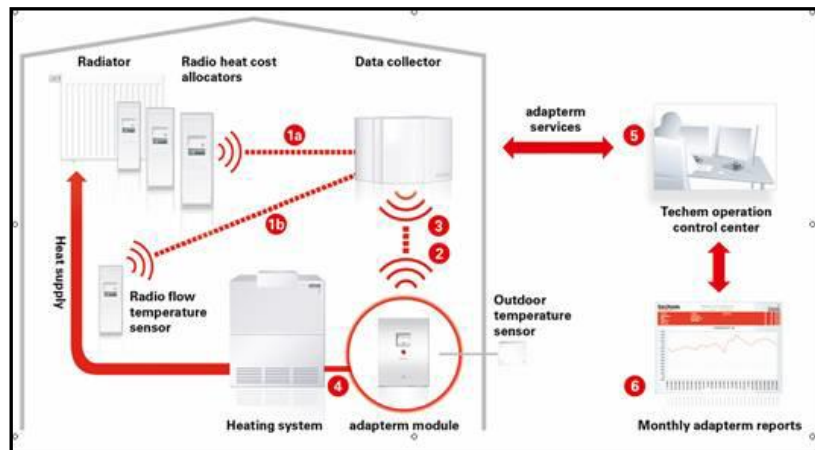 Radiator
Radio heat cost
allocators
Data collector
1a
adapterm
services
5
1b
3
2
Techem operation
control center
Heat supply
Radio flow
temperature
sensor
Outdoor
temperature
sensor
techem
4
6
Heating system
adapterm module
Monthly adapterm reports